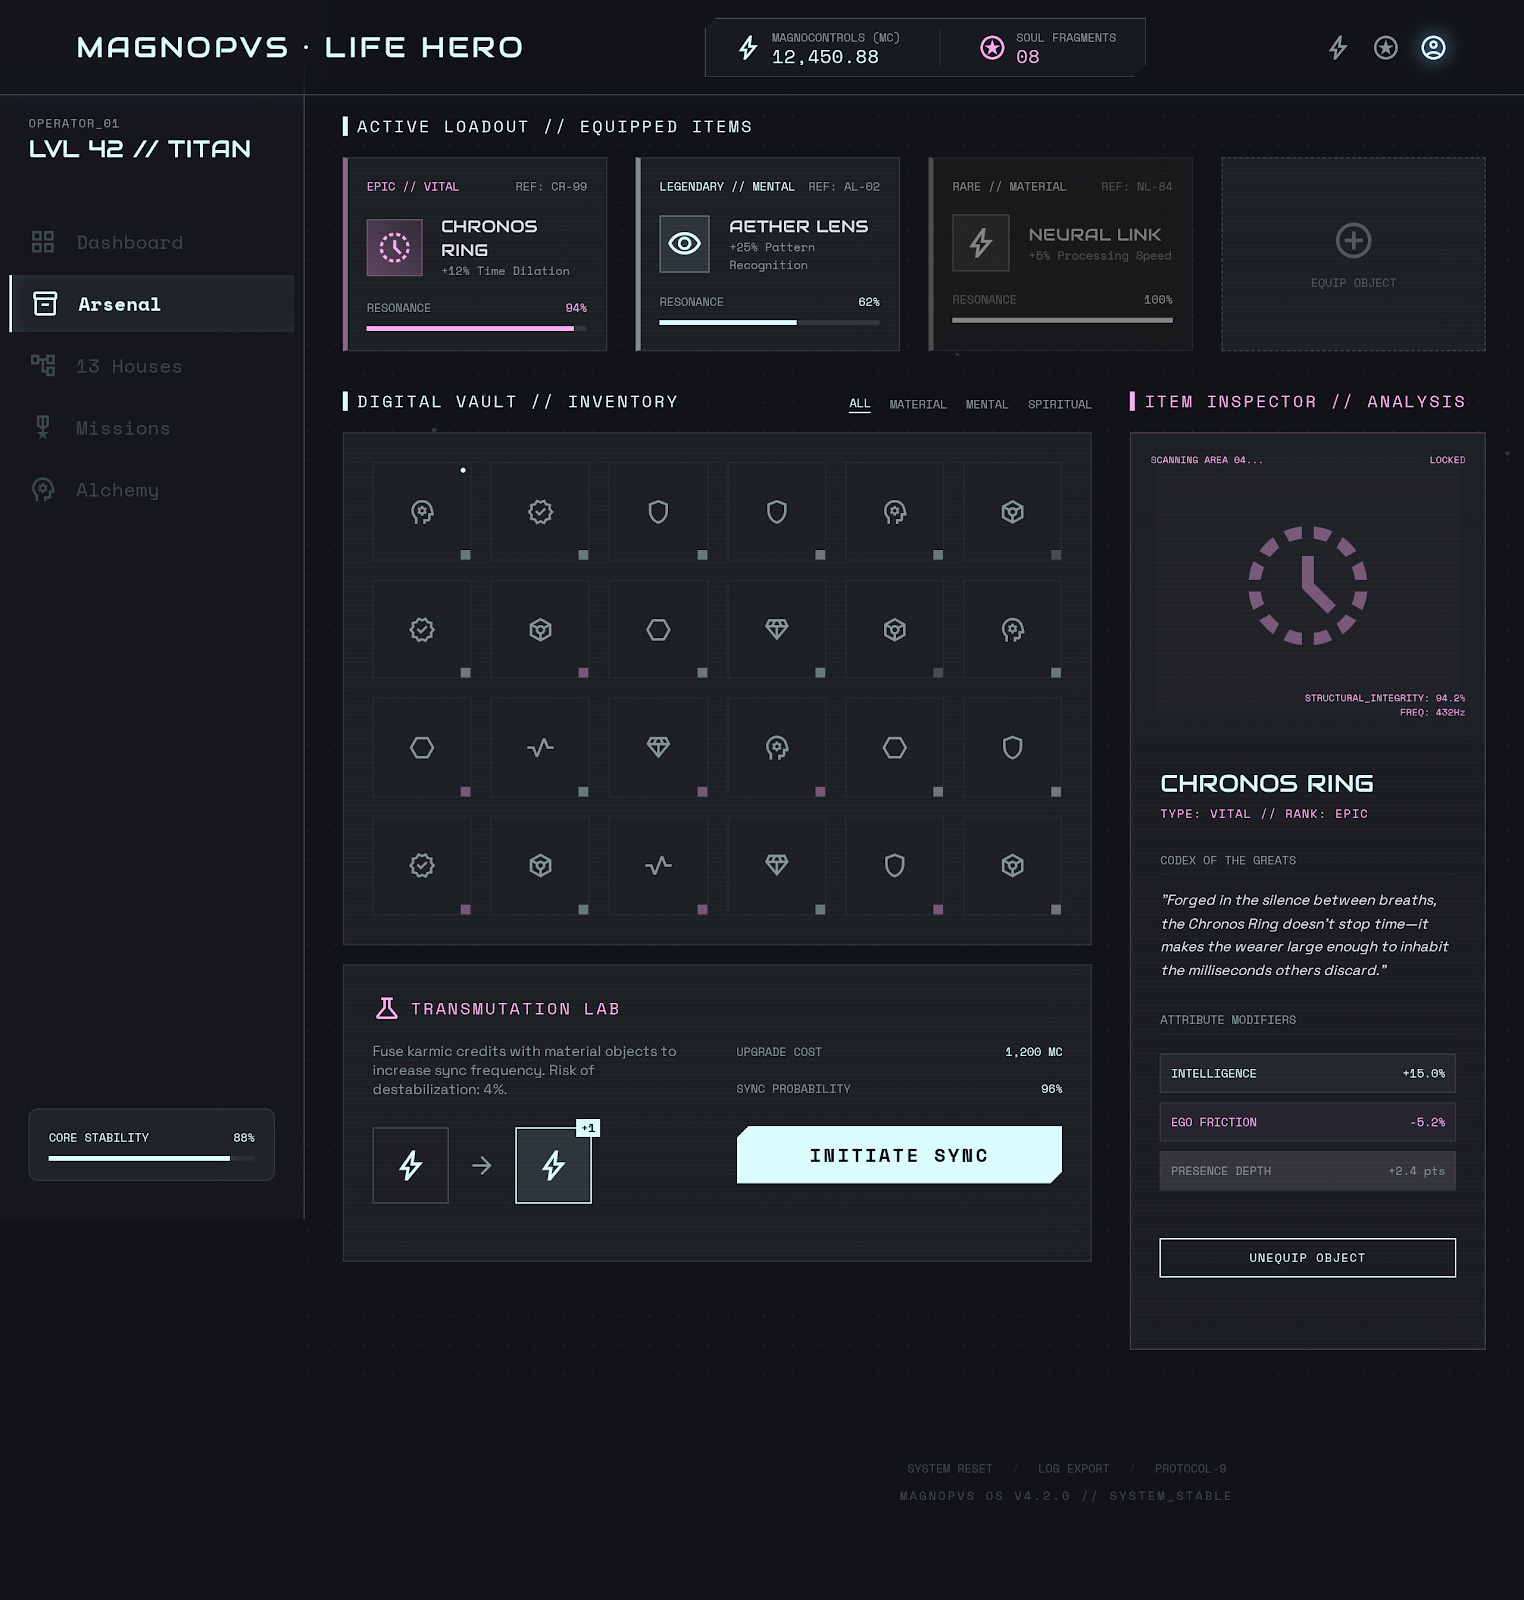 MAGNOPVS · LIFE HERO
MAGNOCONTROLS (MC)
12,450.88
SOUL FRAGMENTS
08
OPERATOR_01
LVL 42 // TITAN
Dashboard
Arsenal
13 Houses
Missions
Alchemy
CORE STABILITY 88%
ACTIVE LOADOUT // EQUIPPED ITEMS
EPIC // VITAL REF: CR-99
CHRONOS
RING
+12% Time Dilation
RESONANCE 94%
LEGENDARY // MENTAL REF: AL-02
AETHER LENS
+25% Pattern
Recognition
RESONANCE 62%
RARE // MATERIAL REF: NL-84
NEURAL LINK
+5% Processing Speed
RESONANCE 100%
EQUIP OBJECT
DIGITAL VAULT // INVENTORY
ALL MATERIAL MENTAL SPIRITUAL
TRANSMUTATION LAB
Fuse karmic credits with material objects to
increase sync frequency. Risk of
destabilization: 4%.
+1
UPGRADE COST 1,200 MC
SYNC PROBABILITY 96%
INITIATE SYNC
ITEM INSPECTOR // ANALYSIS
SCANNING AREA 04... LOCKED
STRUCTURAL_INTEGRITY: 94.2%
FREQ: 432Hz
CHRONOS RING
TYPE: VITAL // RANK: EPIC
CODEX OF THE GREATS
"Forged in the silence between breaths,
the Chronos Ring doesn't stop time—it
makes the wearer large enough to inhabit
the milliseconds others discard."
ATTRIBUTE MODIFIERS
INTELLIGENCE +15.0%
EGO FRICTION -5.2%
PRESENCE DEPTH +2.4 pts
UNEQUIP OBJECT
SYSTEM RESET / LOG EXPORT / PROTOCOL-9
MAGNOPVS OS V4.2.0 // SYSTEM_STABLE